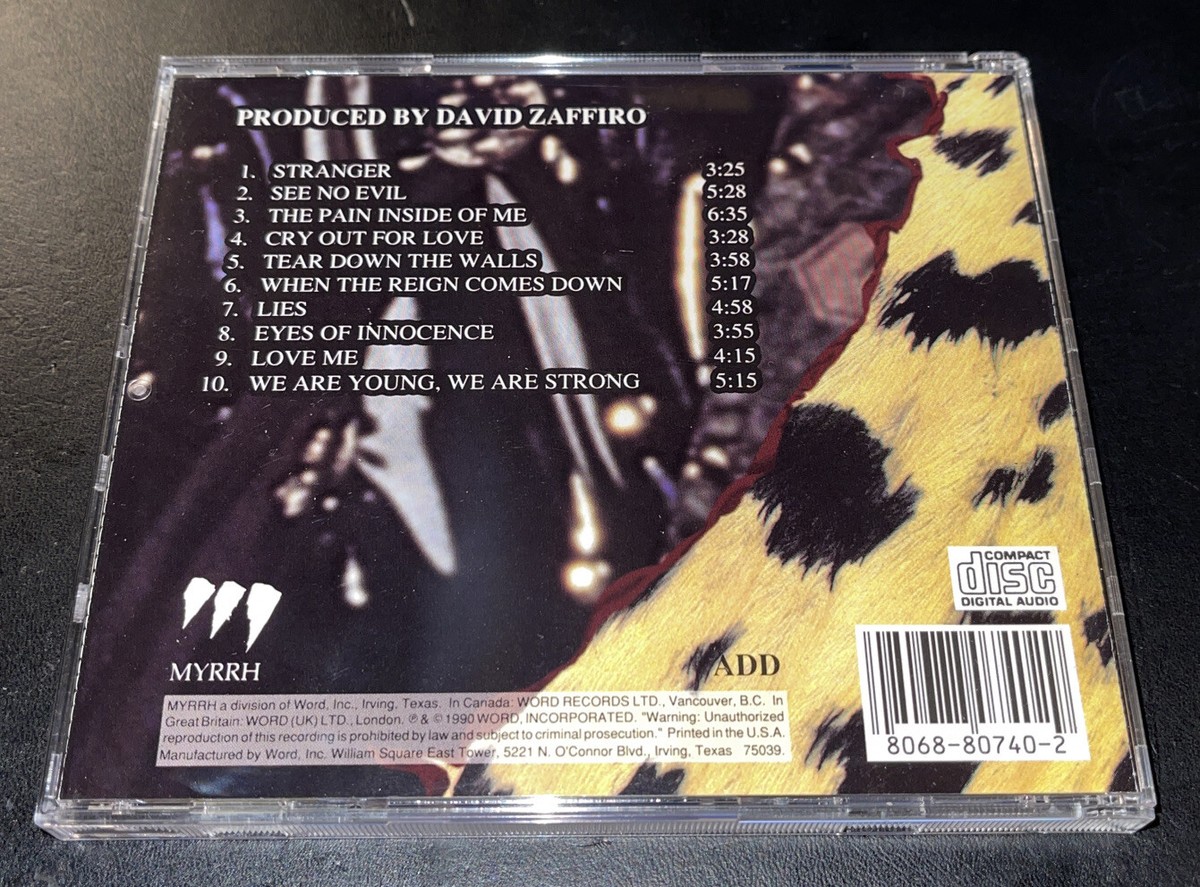 PRODUCED BY DAVID ZAFFIRO
1. STRANGER 3:25
2. SEE NO EVIL 5:28
3. THE PAIN INSIDE OF ME 6:35
4. CRY OUT FOR LOVE 3:28
5. TEAR DOWN THE WALLS 3:58
6. WHEN THE REIGN COMES DOWN 5:17
7. LIES 4:58
8. EYES OF INNOCENCE 3:55
9. LOVE ME 4:15
10. WE ARE YOUNG, WE ARE STRONG 5:15
COMPACT
disc
DIGITAL AUDIO
MYRRH
ADD
MYRRH a division of Word, Inc., Irving, Texas. In Canada: WORD RECORDS LTD., Vancouver, B.C. In
Great Britain: WORD (UK) LTD., London. ℗ & © 1990 WORD, INCORPORATED. "Warning: Unauthorized
reproduction of this recording is prohibited by law and subject to criminal prosecution." Printed in the U.S.A.
Manufactured by Word, Inc. William Square East Tower, 5221 N. O'Connor Blvd., Irving, Texas 75039.
8068-80740-2